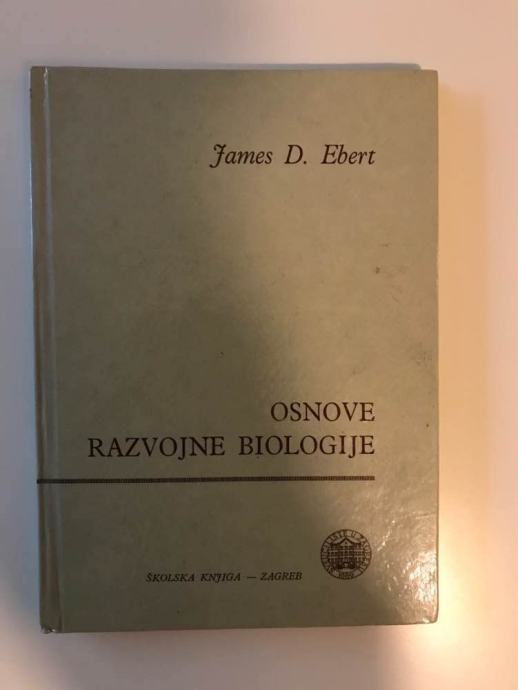 James D. Ebert
OSNOVE
RAZVOJNE BIOLOGIJE
ŠKOLSKA KNJIGA — ZAGREB